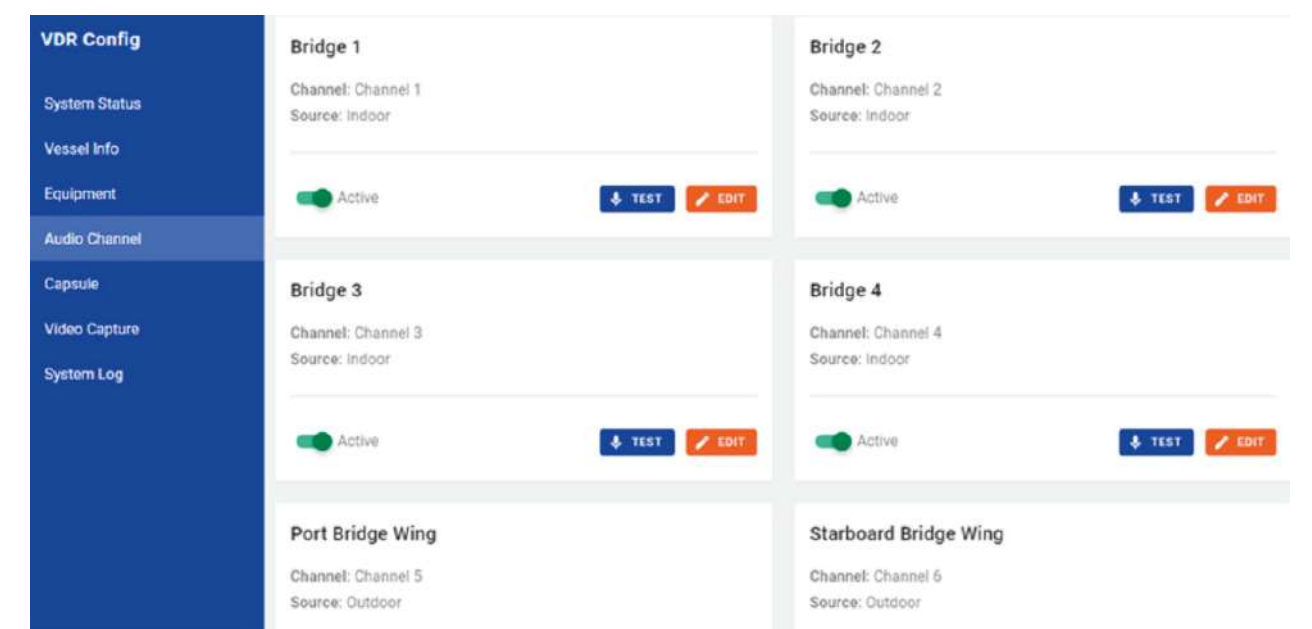 VDR Config
System Status
Vessel Info
Equipment
Audio Channel
Capsule
Video Capture
System Log
Bridge 1
Channel: Channel 1
Source: Indoor
Active
TEST
EDIT
Bridge 2
Channel: Channel 2
Source: Indoor
Active
TEST
EDIT
Bridge 3
Channel: Channel 3
Source: Indoor
Active
TEST
EDIT
Bridge 4
Channel: Channel 4
Source: Indoor
Active
TEST
EDIT
Port Bridge Wing
Channel: Channel 5
Source: Outdoor
Starboard Bridge Wing
Channel: Channel 6
Source: Outdoor